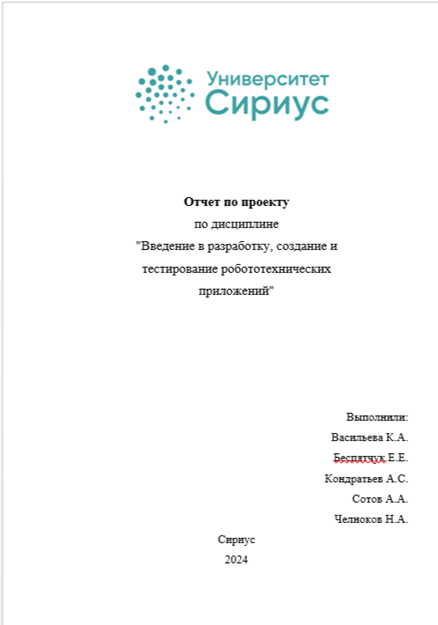 Университет
Сириус
Отчет по проекту
по дисциплине
"Введение в разработку, создание и
тестирование робототехнических
приложений"
Выполнили:
Васильева К.А.
Беспятчук Е.Е.
Кондратьев А.С.
Сотов А.А.
Челноков Н.А.
Сириус
2024